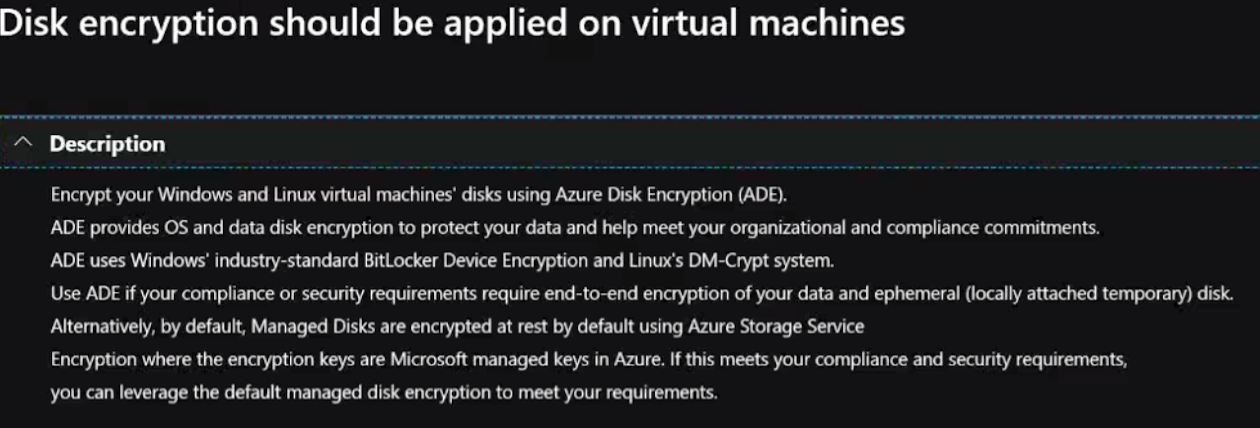 Disk encryption should be applied on virtual machines
Description
Encrypt your Windows and Linux virtual machines' disks using Azure Disk Encryption (ADE).
ADE provides OS and data disk encryption to protect your data and help meet your organizational and compliance commitments.
ADE uses Windows' industry-standard BitLocker Device Encryption and Linux's DM-Crypt system.
Use ADE if your compliance or security requirements require end-to-end encryption of your data and ephemeral (locally attached temporary) disk.
Alternatively, by default, Managed Disks are encrypted at rest by default using Azure Storage Service
Encryption where the encryption keys are Microsoft managed keys in Azure. If this meets your compliance and security requirements,
you can leverage the default managed disk encryption to meet your requirements.